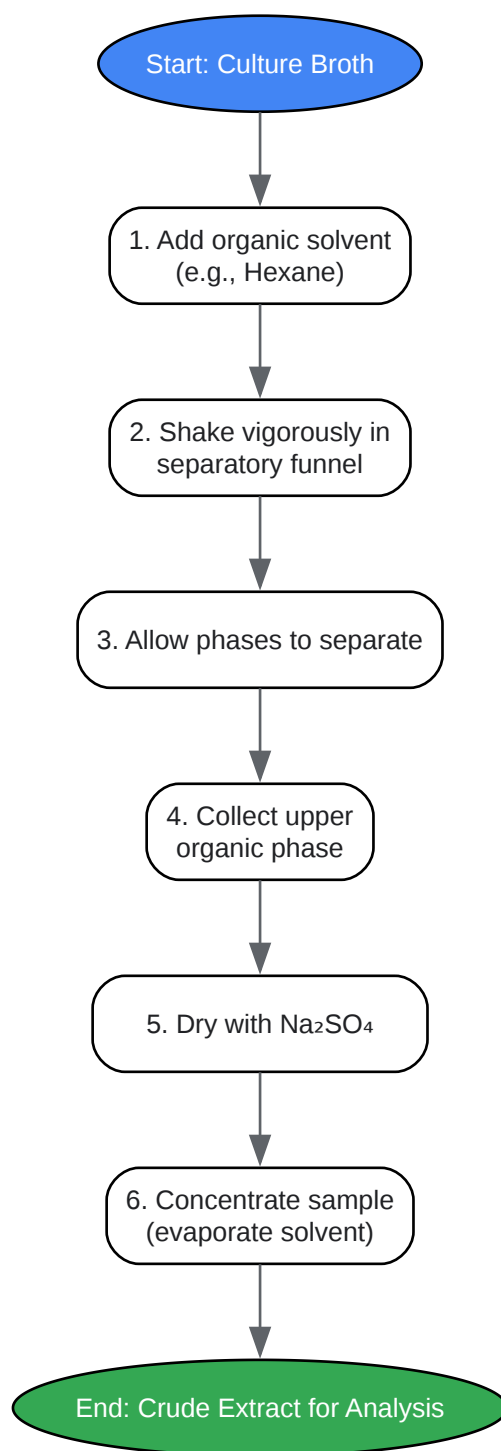 Start: Culture Broth
1. Add organic solvent
(e.g., Hexane)
2. Shake vigorously in
separatory funnel
3. Allow phases to separate
4. Collect upper
organic phase
5. Dry with Na₂SO₄
6. Concentrate sample
(evaporate solvent)
End: Crude Extract for Analysis